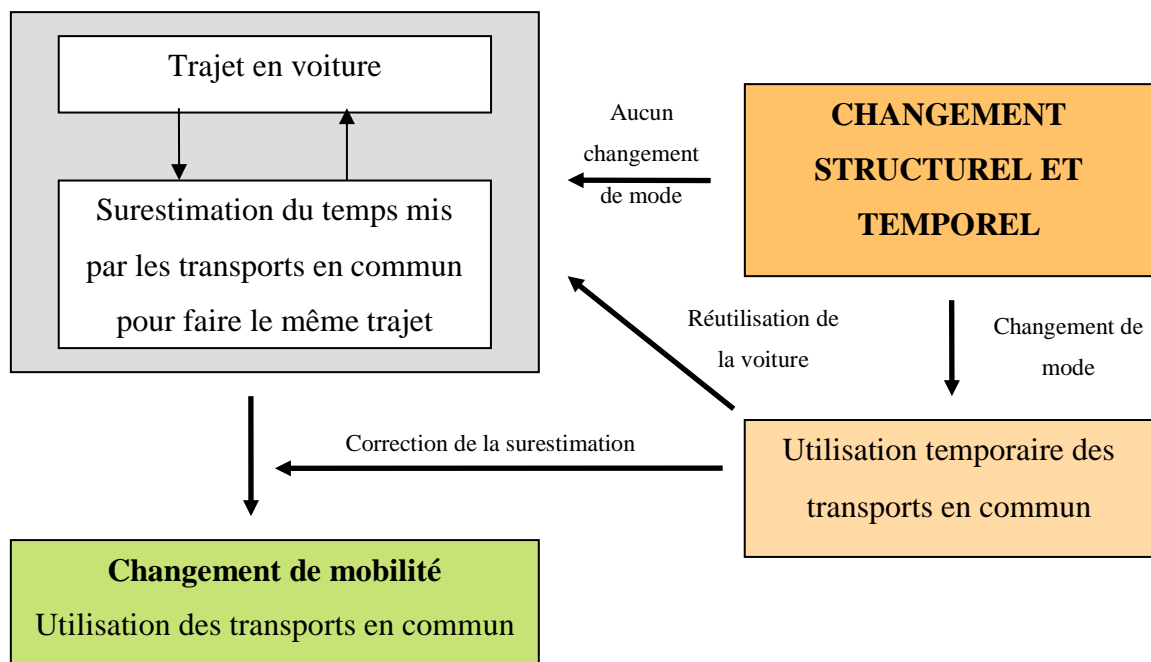 Trajet en voiture
Surestimation du temps mis
par les transports en commun
pour faire le même trajet
Aucun
changement
de mode
CHANGEMENT
STRUCTUREL ET
TEMPOREL
Réutilisation de
la voiture
Changement de
mode
Correction de la surestimation
Utilisation temporaire des
transports en commun
Changement de mobilité
Utilisation des transports en commun